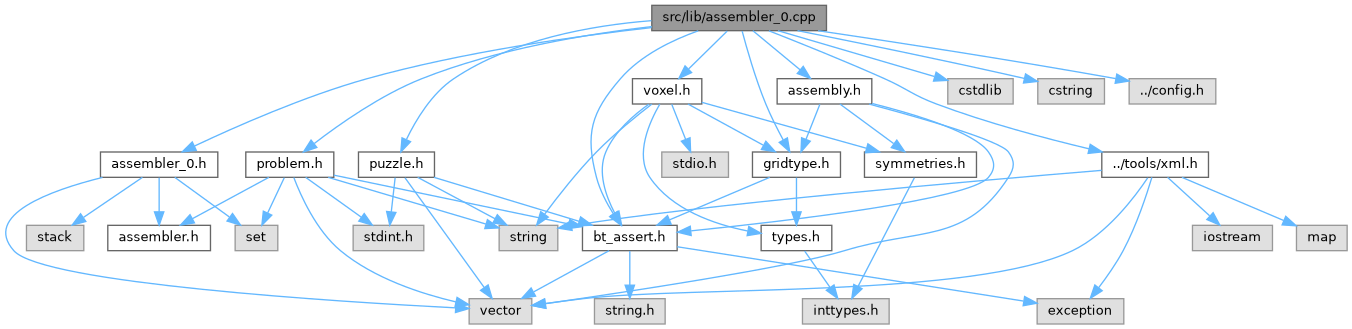 src/lib/assembler_0.cpp
voxel.h
assembly.h
cstdlib
cstring
../config.h
assembler_0.h
problem.h
puzzle.h
stdio.h
gridtype.h
symmetries.h
../tools/xml.h
stack
assembler.h
set
stdint.h
string
bt_assert.h
types.h
iostream
map
vector
string.h
inttypes.h
exception